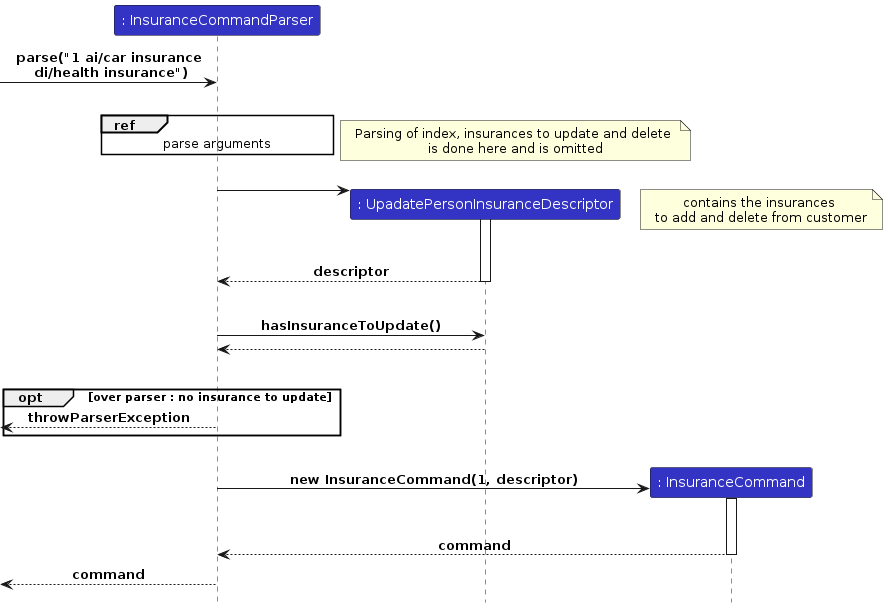 : InsuranceCommandParser
parse("1 ai/car insurance
di/health insurance")
ref
parse arguments
Parsing of index, insurances to update and delete
is done here and is omitted
: UpadatePersonInsuranceDescriptor
contains the insurances
to add and delete from customer
descriptor
hasInsuranceToUpdate()
opt
[over parser : no insurance to update]
throwParserException
new InsuranceCommand(1, descriptor)
: InsuranceCommand
command
command